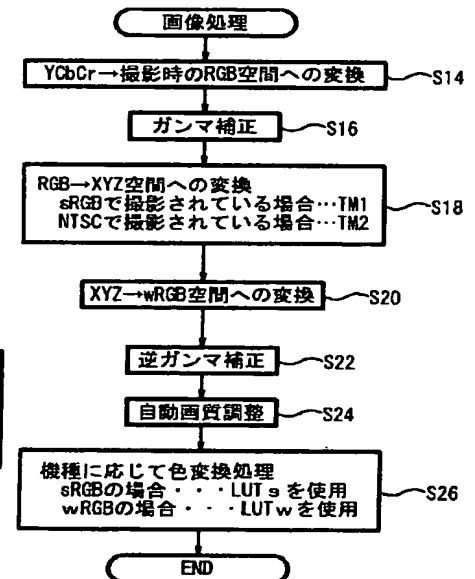 画像処理
YCbCr→撮影時のRGB空間への変換
S14
ガンマ補正
S16
RGB→XYZ空間への変換
sRGBで撮影されている場合…TM1
NTSCで撮影されている場合…TM2
S18
XYZ→wRGB空間への変換
S20
逆ガンマ補正
S22
自動画質調整
S24
機種に応じて色変換処理
sRGBの場合・・・LUTsを使用
wRGBの場合・・・LUTwを使用
S26
END